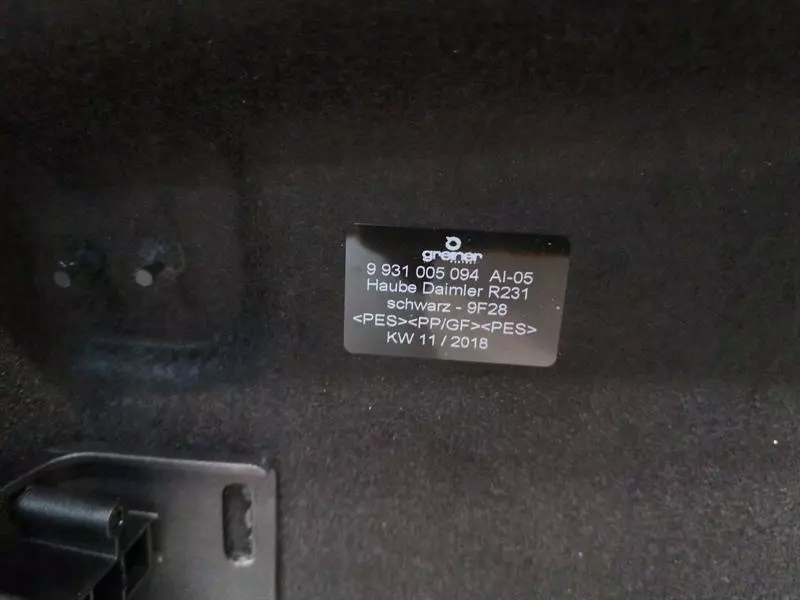 greiner
9 931 005 094 AI-05
Haube Daimler R231
schwarz - 9F28
<PES><PP/GF><PES>
KW 11 / 2018